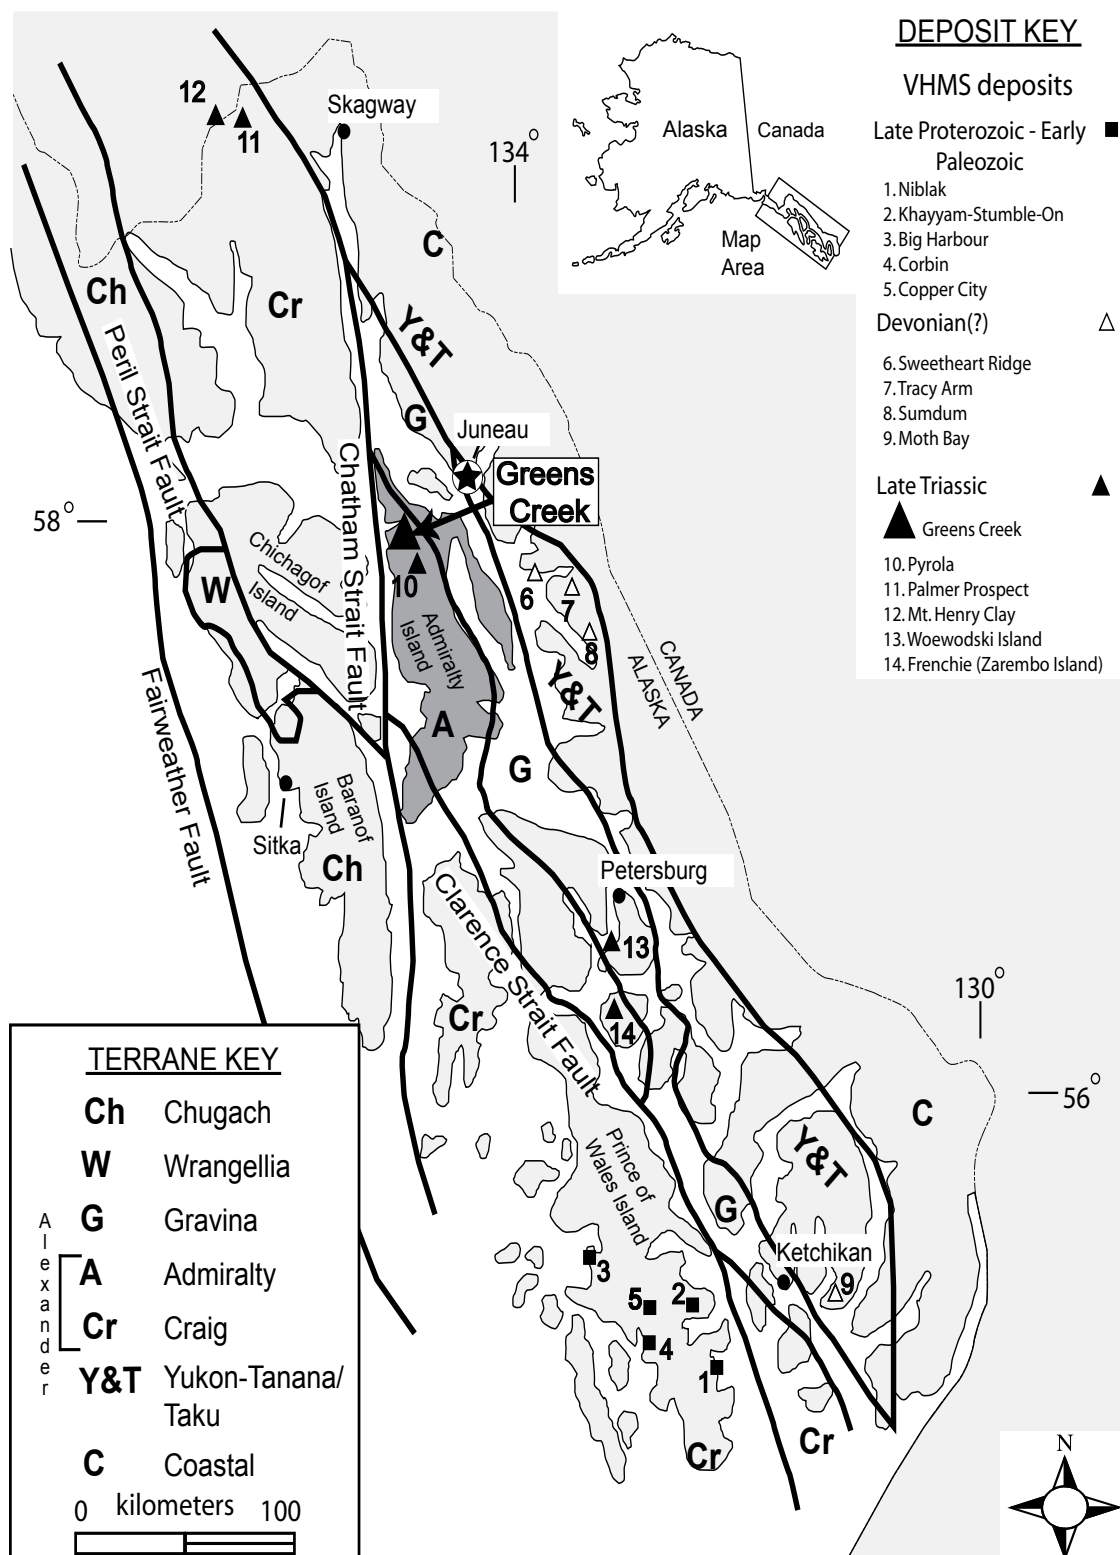 12
11
Skagway
134°
C
Ch
Cr
Y&T
Peril Strait Fault
G
Juneau
Greens
Creek
58°
Chatham Strait Fault
Chichagof
Island
W
10
6
7
8
Admiralty
Island
CANADA
ALASKA
Y&T
A
G
Fairweather Fault
Baranof
Island
Sitka
Ch
Petersburg
Clarence Strait Fault
13
14
Cr
130°
56°
C
Prince of
Wales Island
Y&T
G
Ketchikan
9
3
5
2
4
1
Cr
Cr
Alaska
Canada
Map
Area
DEPOSIT KEY
VHMS deposits
Late Proterozoic - Early
Paleozoic
1. Niblak
2. Khayyam-Stumble-On
3. Big Harbour
4. Corbin
5. Copper City
Devonian(?)
6. Sweetheart Ridge
7. Tracy Arm
8. Sumdum
9. Moth Bay
Late Triassic
Greens Creek
10. Pyrola
11. Palmer Prospect
12. Mt. Henry Clay
13. Woewodski Island
14. Frenchie (Zarembo Island)
TERRANE KEY
Ch Chugach
W Wrangellia
G Gravina
Alexander
A Admiralty
Cr Craig
Y&T Yukon-Tanana/
Taku
C Coastal
0 kilometers 100
N